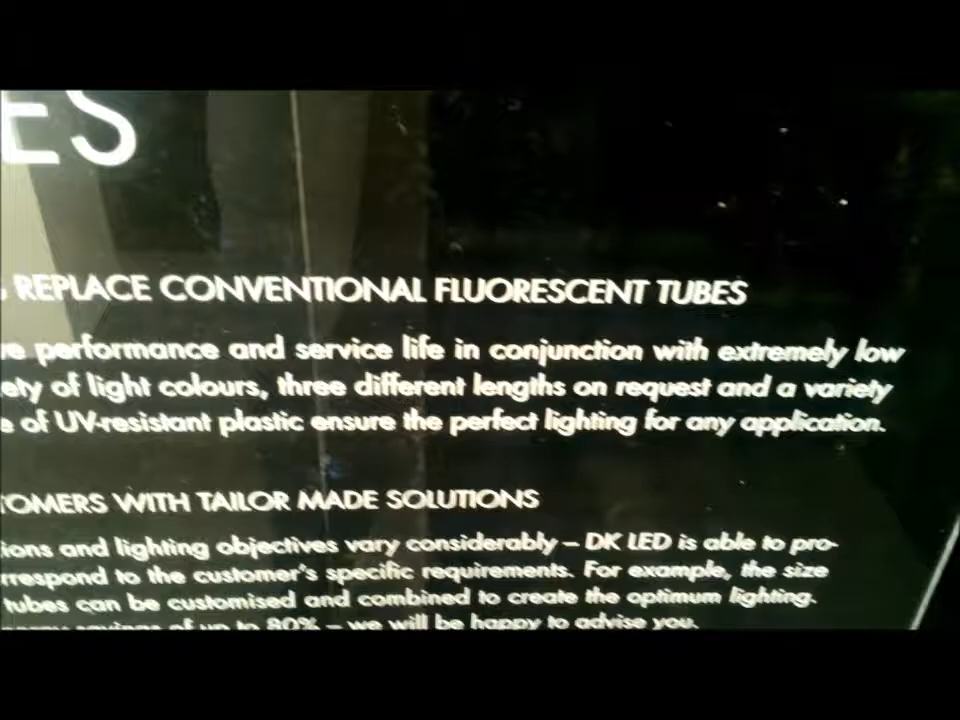 ES
REPLACE CONVENTIONAL FLUORESCENT TUBES
performance and service life in conjunction with extremely low
ety of light colours, three different lengths on request and a variety
e of UV-resistant plastic ensure the perfect lighting for any application.
TOMERS WITH TAILOR MADE SOLUTIONS
ions and lighting objectives vary considerably – DK LED is able to pro-
rrespond to the customer's specific requirements. For example, the size
tubes can be customised and combined to create the optimum lighting.
savings of up to 80% – we will be happy to advise you.